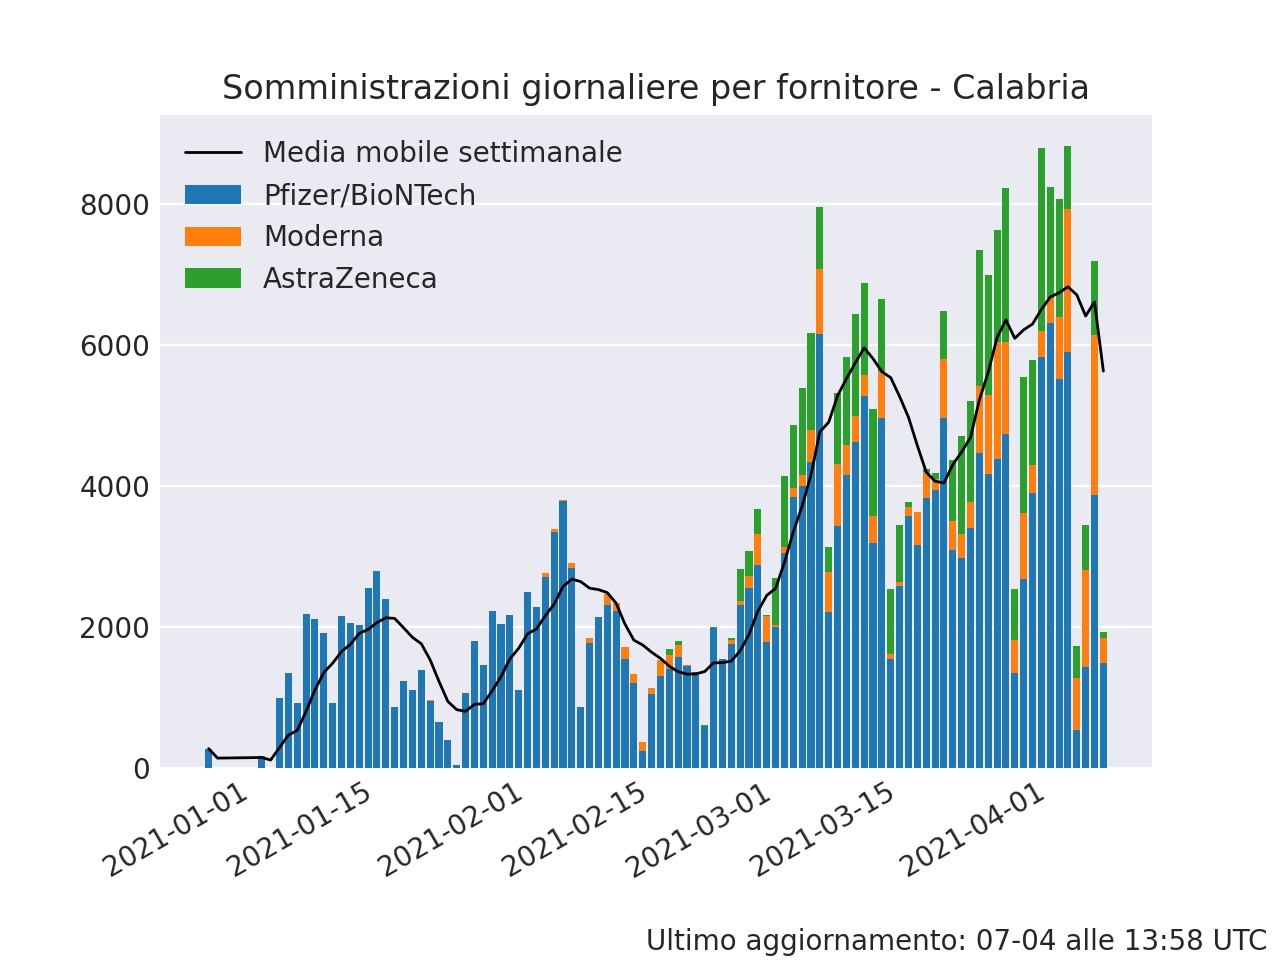 Somministrazioni giornaliere per fornitore - Calabria
Media mobile settimanale
Pfizer/BioNTech
Moderna
AstraZeneca
8000
6000
4000
2000
0
2021-01-01
2021-01-15
2021-02-01
2021-02-15
2021-03-01
2021-03-15
2021-04-01
Ultimo aggiornamento: 07-04 alle 13:58 UTC